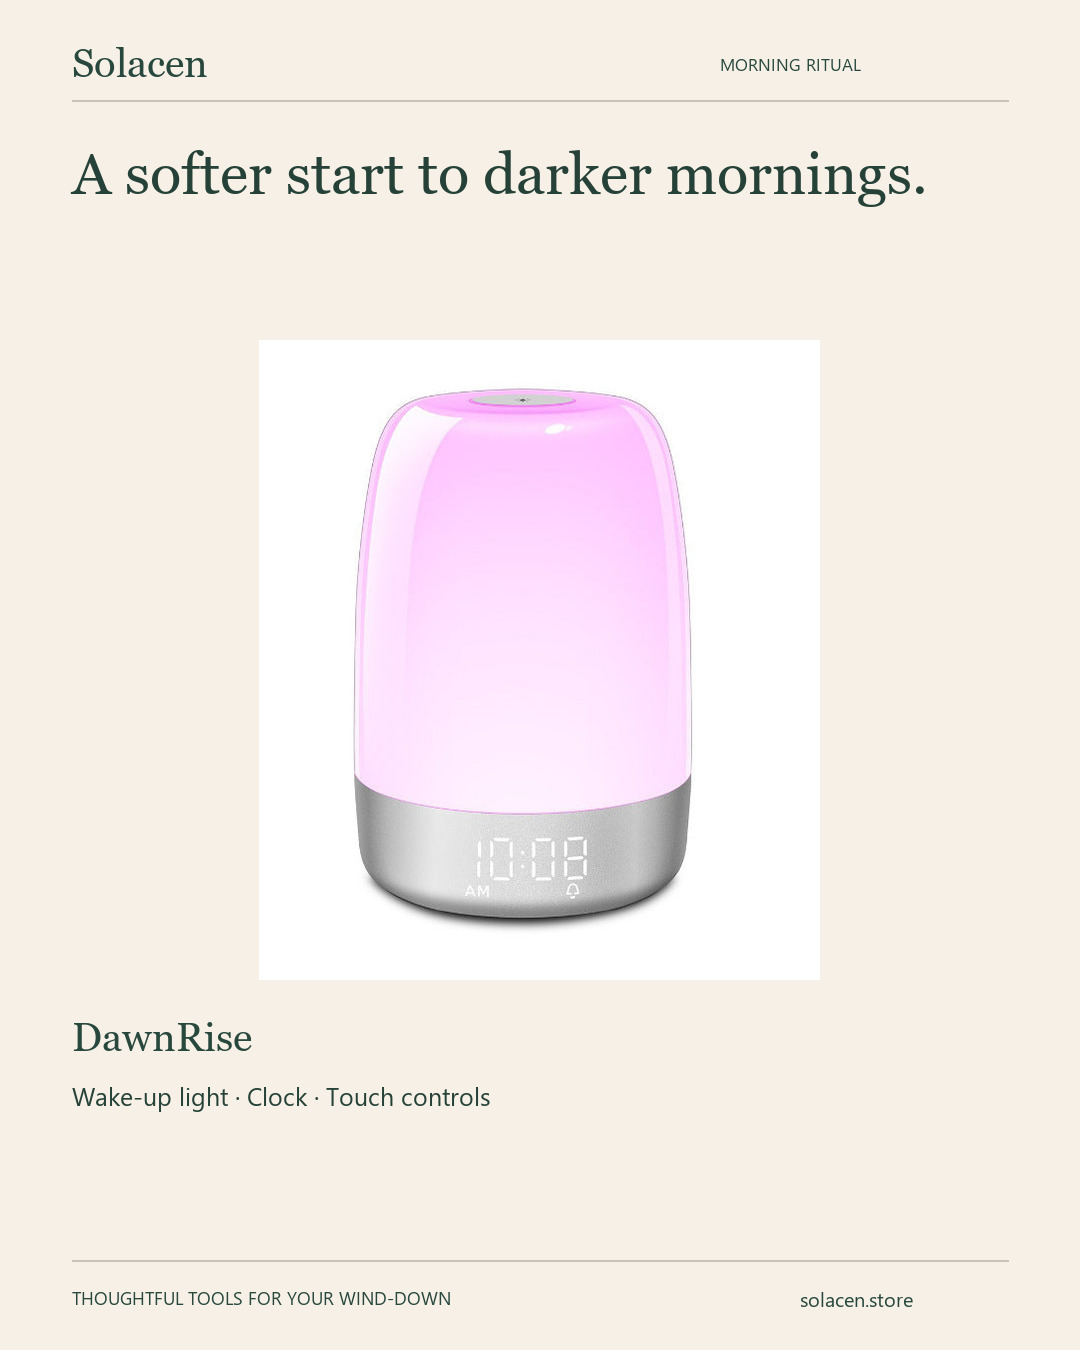 Solacen
MORNING RITUAL
A softer start to darker mornings.
10:08
AM
DawnRise
Wake-up light · Clock · Touch controls
THOUGHTFUL TOOLS FOR YOUR WIND-DOWN
solacen.store